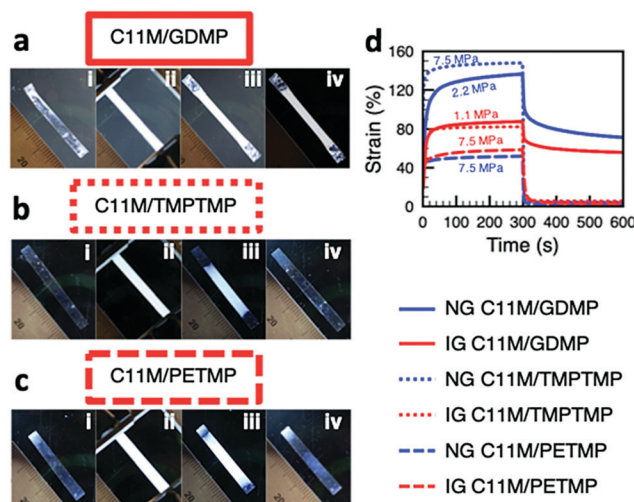 a
C11M/GDMP
i
ii
iii
iv
20
b
C11M/TMPTMP
i
ii
iii
iv
20
c
C11M/PETMP
i
ii
iii
iv
20
d
Strain (%)
160
120
80
40
0
7.5 MPa
2.2 MPa
1.1 MPa
7.5 MPa
7.5 MPa
0 100 200 300 400 500 600
Time (s)
NG C11M/GDMP
IG C11M/GDMP
NG C11M/TMPTMP
IG C11M/TMPTMP
NG C11M/PETMP
IG C11M/PETMP